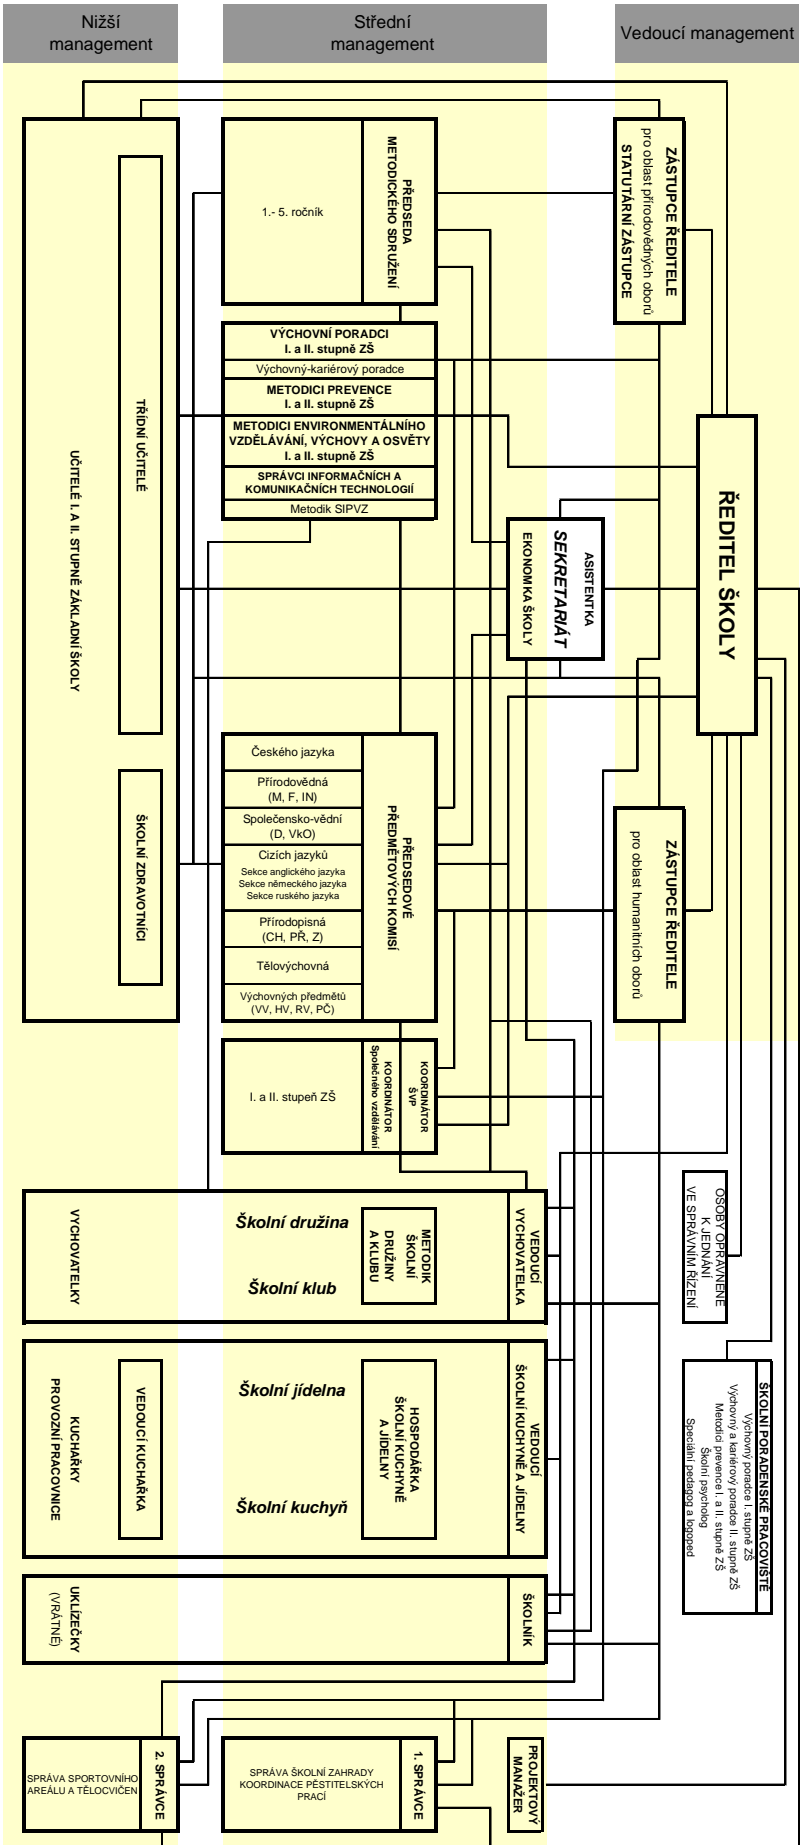 Nižší
management
Střední
management
Vedoucí management
ZÁSTUPCE ŘEDITELE
pro oblast přírodovědných oborů
STATUTÁRNÍ ZÁSTUPCE
PŘEDSEDA
METODICKÉHO SDRUŽENÍ
1.- 5. ročník
VÝCHOVNÍ PORADCI
I. a II. stupně ZŠ
Výchovný-kariérový poradce
METODICI PREVENCE
I. a II. stupně ZŠ
METODICI ENVIRONMENTÁLNÍHO
VZDĚLÁVÁNÍ, VÝCHOVY A OSVĚTY
I. a II. stupně ZŠ
SPRÁVCI INFORMAČNÍCH A
KOMUNIKAČNÍCH TECHNOLOGIÍ
Metodik SIPVZ
TŘÍDNÍ UČITELÉ
UČITELÉ I. A II. STUPNĚ ZÁKLADNÍ ŠKOLY
ŠKOLNÍ ZDRAVOTNÍCI
ŘEDITEL ŠKOLY
ASISTENTKA
SEKRETARIÁT
EKONOMKA ŠKOLY
PŘEDSEDOVÉ
PŘEDMĚTOVÝCH KOMISÍ
Českého jazyka
Přírodovědná
(M, F, IN)
Společensko-vědní
(D, VkO)
Cizích jazyků
Sekce anglického jazyka
Sekce německého jazyka
Sekce ruského jazyka
Přírodopisná
(CH, PŘ, Z)
Tělovýchovná
Výchovných předmětů
(VV, HV, RV, PČ)
ZÁSTUPCE ŘEDITELE
pro oblast humanitních oborů
KOORDINÁTOR
ŠVP
KOORDINÁTOR
Společného vzdělávání
I. a II. stupeň ZŠ
OSOBY OPRÁVNĚNÉ
K JEDNÁNÍ
VE SPRÁVNÍM ŘÍZENÍ
VEDOUCÍ
VYCHOVATELKA
METODIK
ŠKOLNÍ
DRUŽINY
A KLUBU
Školní družina
Školní klub
VYCHOVATELKY
ŠKOLNÍ PORADENSKÉ PRACOVIŠTĚ
Výchovný poradce I. stupně ZŠ
Výchovný a kariérový poradce II. stupně ZŠ
Metodici prevence I. a II. stupně ZŠ
Školní psycholog
Speciální pedagog a logoped
VEDOUCÍ
ŠKOLNÍ KUCHYNĚ A JÍDELNY
HOSPODÁŘKA
ŠKOLNÍ KUCHYNĚ
A JÍDELNY
Školní jídelna
Školní kuchyň
VEDOUCÍ KUCHAŘKA
KUCHAŘKY
PROVOZNÍ PRACOVNICE
ŠKOLNÍK
UKLÍZEČKY
(VRÁTNÉ)
PROJEKTOVÝ
MANAŽER
1. SPRÁVCE
SPRÁVA ŠKOLNÍ ZAHRADY
KOORDINACE PĚSTITELSKÝCH
PRACÍ
2. SPRÁVCE
SPRÁVA SPORTOVNÍHO
AREÁLU A TĚLOCVIČEN